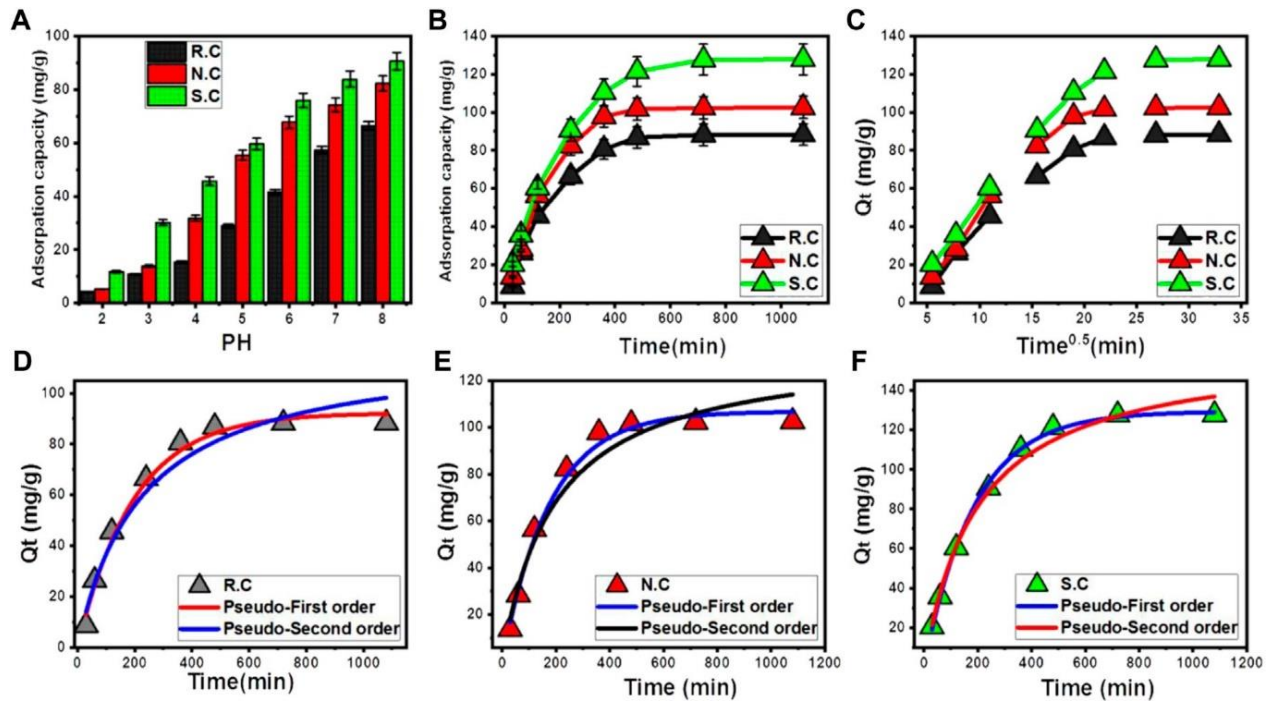 A
Adsorpation capacity (mg/g)
100
80
60
40
20
0
R.C
N.C
S.C
2 3 4 5 6 7 8
PH
B
Adsorpation capacity (mg/g)
140
120
100
80
60
40
20
0
R.C
N.C
S.C
0 200 400 600 800 1000
Time(min)
C
Qt (mg/g)
140
120
100
80
60
40
20
0
R.C
N.C
S.C
5 10 15 20 25 30 35
Time0.5(min)
D
Qt (mg/g)
100
80
60
40
20
0
R.C
Pseudo-First order
Pseudo-Second order
0 200 400 600 800 1000
Time(min)
E
Qt (mg/g)
120
100
80
60
40
20
N.C
Pseudo-First order
Pseudo-Second order
0 200 400 600 800 1000 1200
Time (min)
F
Qt (mg/g)
140
120
100
80
60
40
20
S.C
Pseudo-First order
Pseudo-Second order
0 200 400 600 800 1000 1200
Time (min)